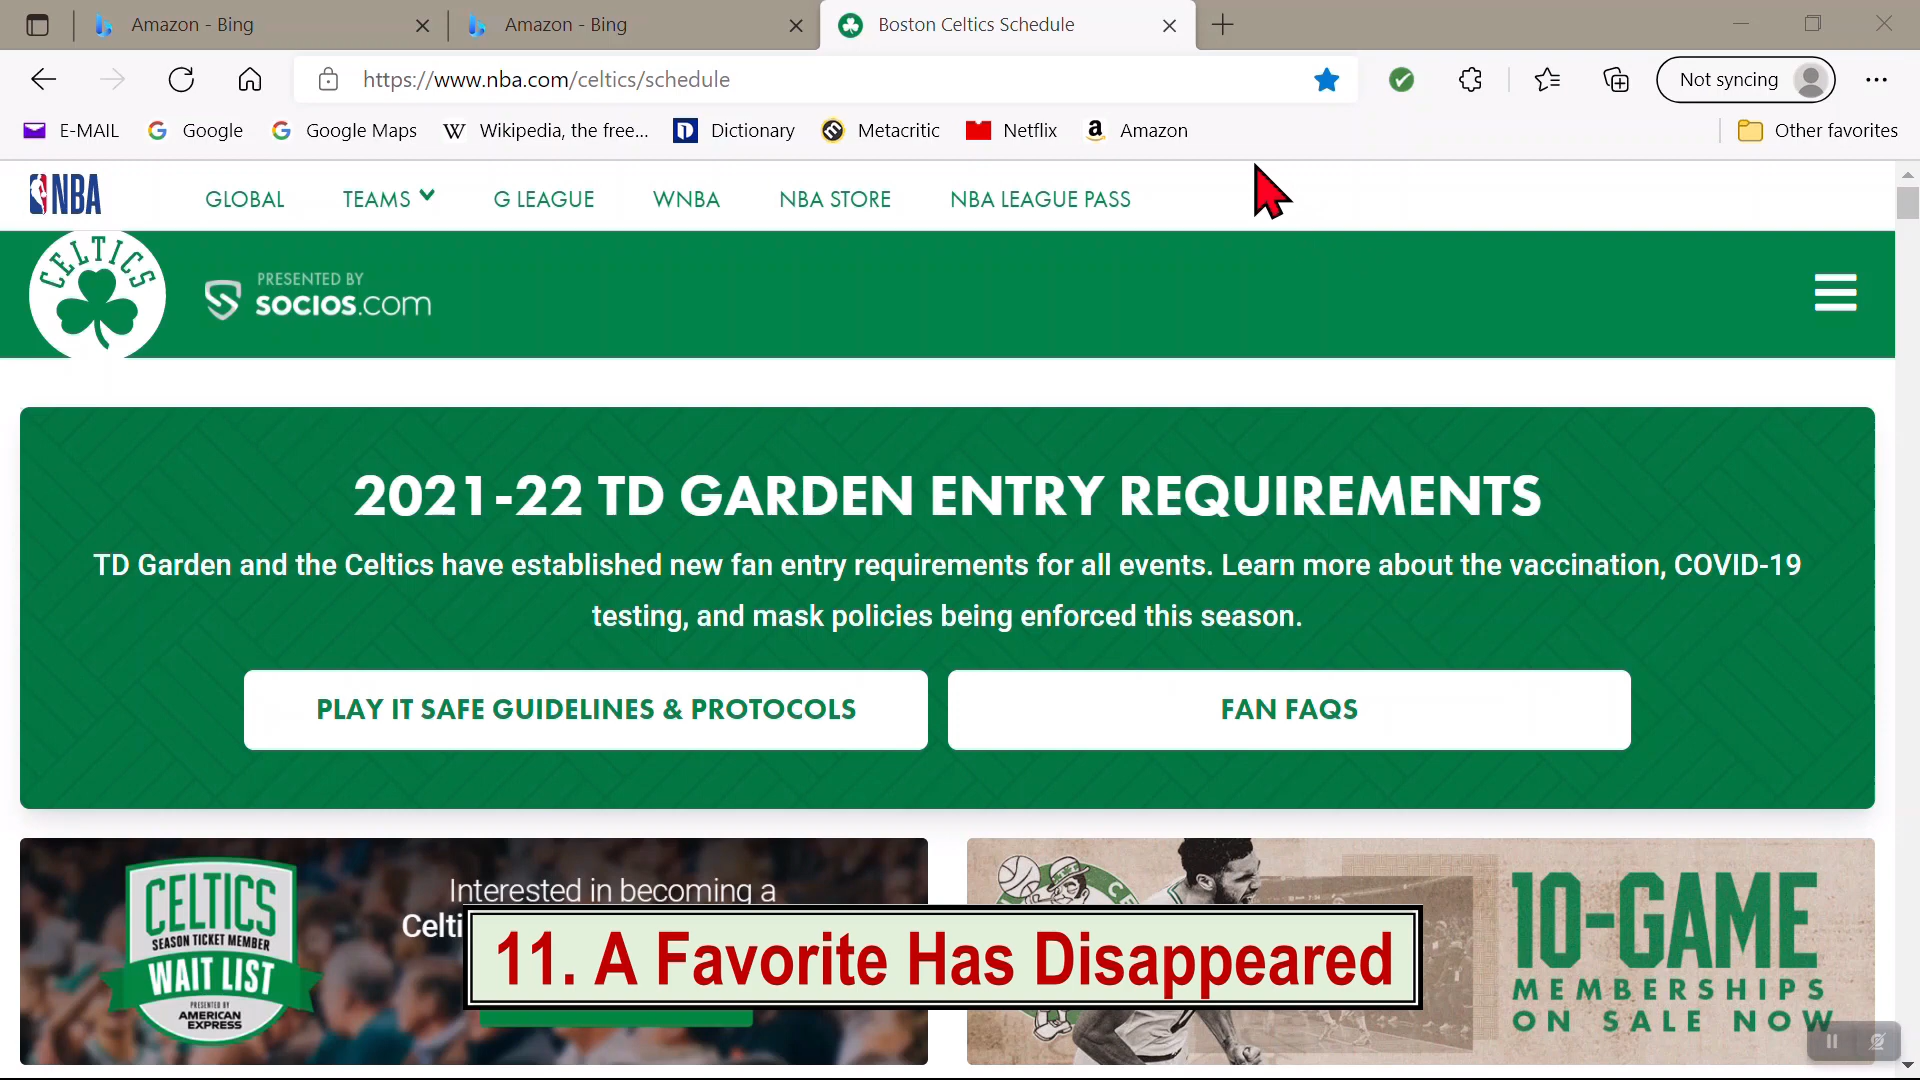 Amazon - Bing
Amazon - Bing
Boston Celtics Schedule
https://www.nba.com/celtics/schedule
Not syncing
E-MAIL
Google
Google Maps
Wikipedia, the free...
Dictionary
Metacritic
Netflix
Amazon
Other favorites
NBA
GLOBAL
TEAMS
G LEAGUE
WNBA
NBA STORE
NBA LEAGUE PASS
CELTICS
PRESENTED BY
SOCIOS.com
2021-22 TD GARDEN ENTRY REQUIREMENTS
TD Garden and the Celtics have established new fan entry requirements for all events. Learn more about the vaccination, COVID-19
testing, and mask policies being enforced this season.
PLAY IT SAFE GUIDELINES & PROTOCOLS
FAN FAQS
CELTICS
SEASON TICKET MEMBER
WAIT LIST
PRESENTED BY
AMERICAN
EXPRESS
Interested in becoming a
Celti
11. A Favorite Has Disappeared
10-GAME
MEMBERSHIPS
ON SALE NOW